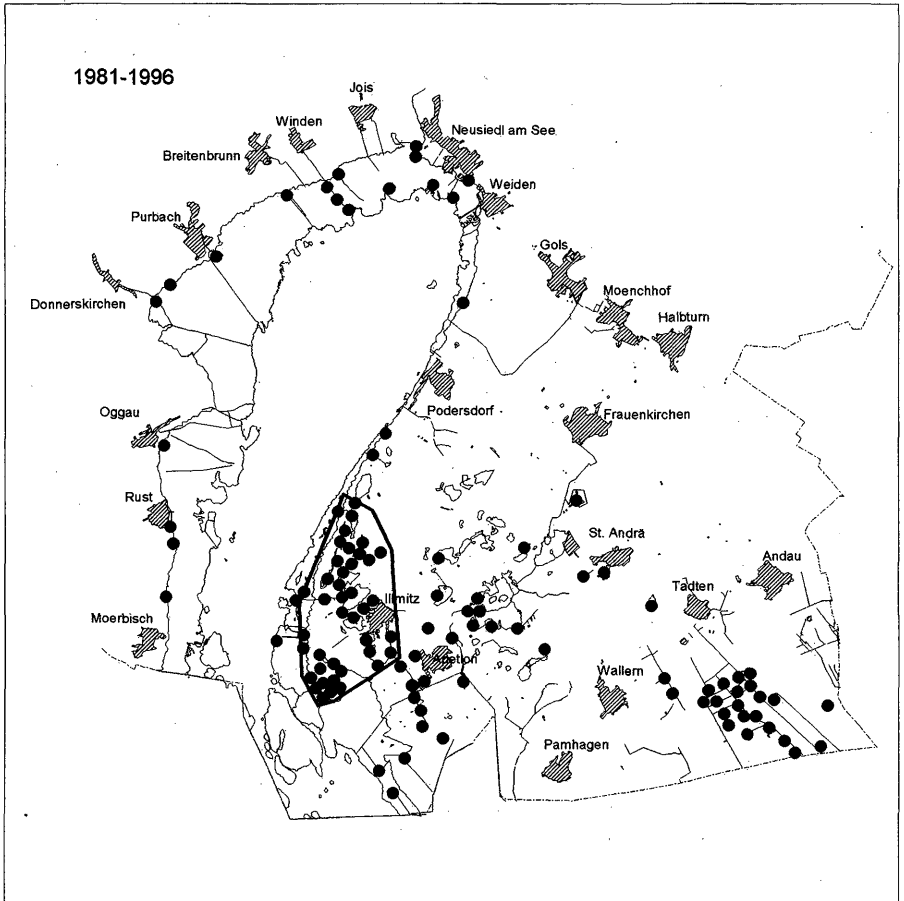 1981-1996
Jois
Winden
Neusiedl am See
Breitenbrunn
Weiden
Purbach
Gols
Moenchhof
Donnerskirchen
Halbturn
Podersdorf
Oggau
Frauenkirchen
Rust
St. Andrä
Andau
Tadten
Illmitz
Moerbisch
Apetlon
Wallern
Pamhagen